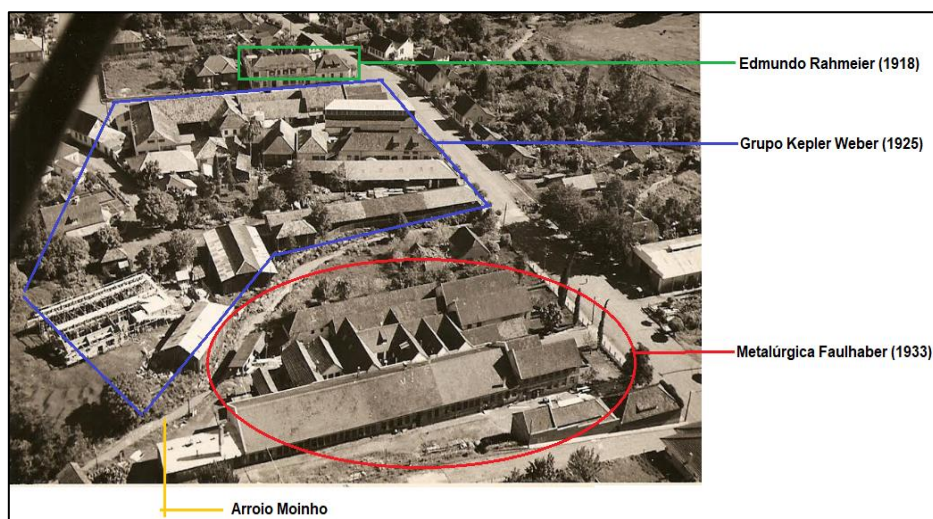 Edmundo Rahmeier (1918)
Grupo Kepler Weber (1925)
Metalúrgica Faulhaber (1933)
Arroio Moinho